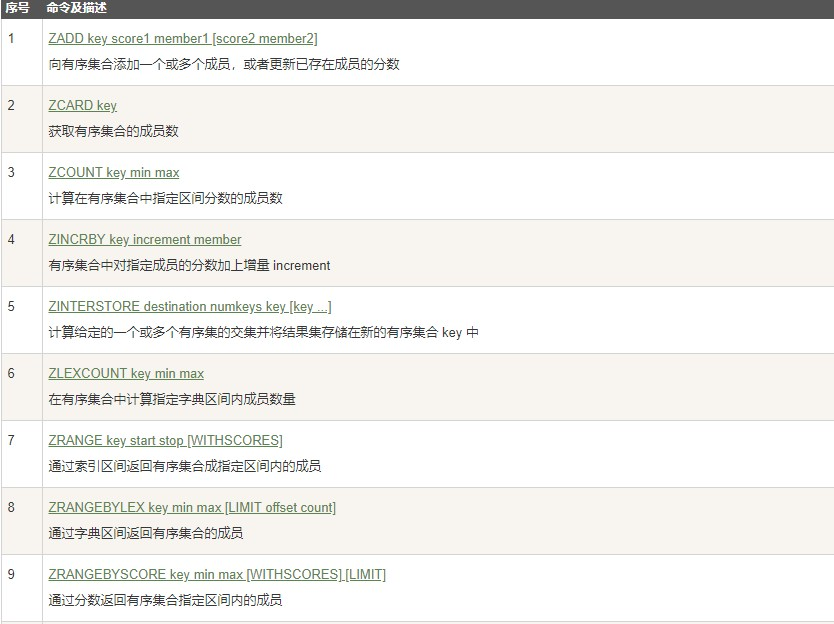 序号 命令及描述
1 ZADD key score1 member1 [score2 member2]
向有序集合添加一个或多个成员，或者更新已存在成员的分数
2 ZCARD key
获取有序集合的成员数
3 ZCOUNT key min max
计算在有序集合中指定区间分数的成员数
4 ZINCRBY key increment member
有序集合中对指定成员的分数加上增量 increment
5 ZINTERSTORE destination numkeys key [key ...]
计算给定的一个或多个有序集的交集并将结果集存储在新的有序集合 key 中
6 ZLEXCOUNT key min max
在有序集合中计算指定字典区间内成员数量
7 ZRANGE key start stop [WITHSCORES]
通过索引区间返回有序集合成指定区间内的成员
8 ZRANGEBYLEX key min max [LIMIT offset count]
通过字典区间返回有序集合的成员
9 ZRANGEBYSCORE key min max [WITHSCORES] [LIMIT]
通过分数返回有序集合指定区间内的成员